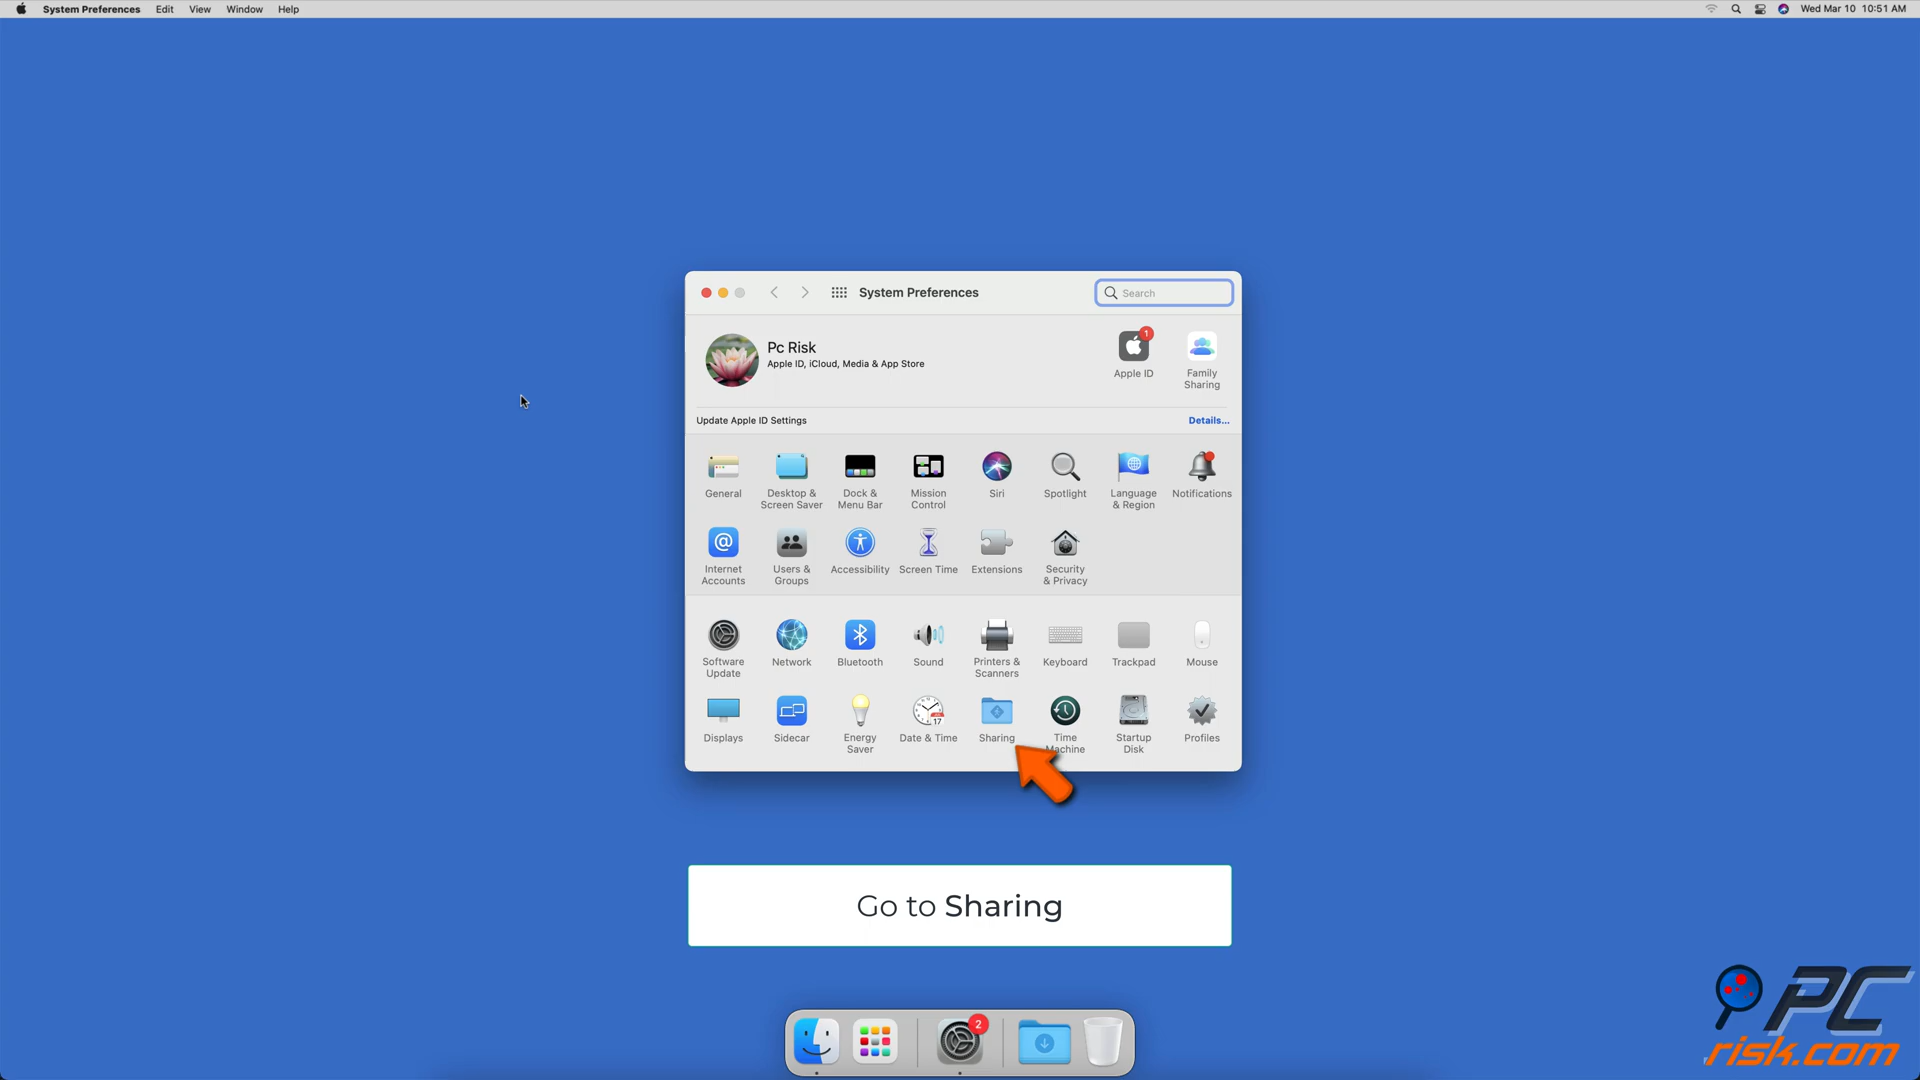 System Preferences Edit View Window Help Wed Mar 10 10:51 AM
System Preferences Search
Pc Risk
Apple ID, iCloud, Media & App Store
1
Apple ID
Family
Sharing
Update Apple ID Settings Details...
General
Desktop &
Screen Saver
Dock &
Menu Bar
Mission
Control
Siri
Spotlight
Language
& Region
Notifications
Internet
Accounts
Users &
Groups
Accessibility
Screen Time
Extensions
Security
& Privacy
Software
Update
Network
Bluetooth
Sound
Printers &
Scanners
Keyboard
Trackpad
Mouse
Displays
Sidecar
Energy
Saver
17
Date & Time
Sharing
Time
Machine
Startup
Disk
Profiles
Go to Sharing
2
PC
risk.com